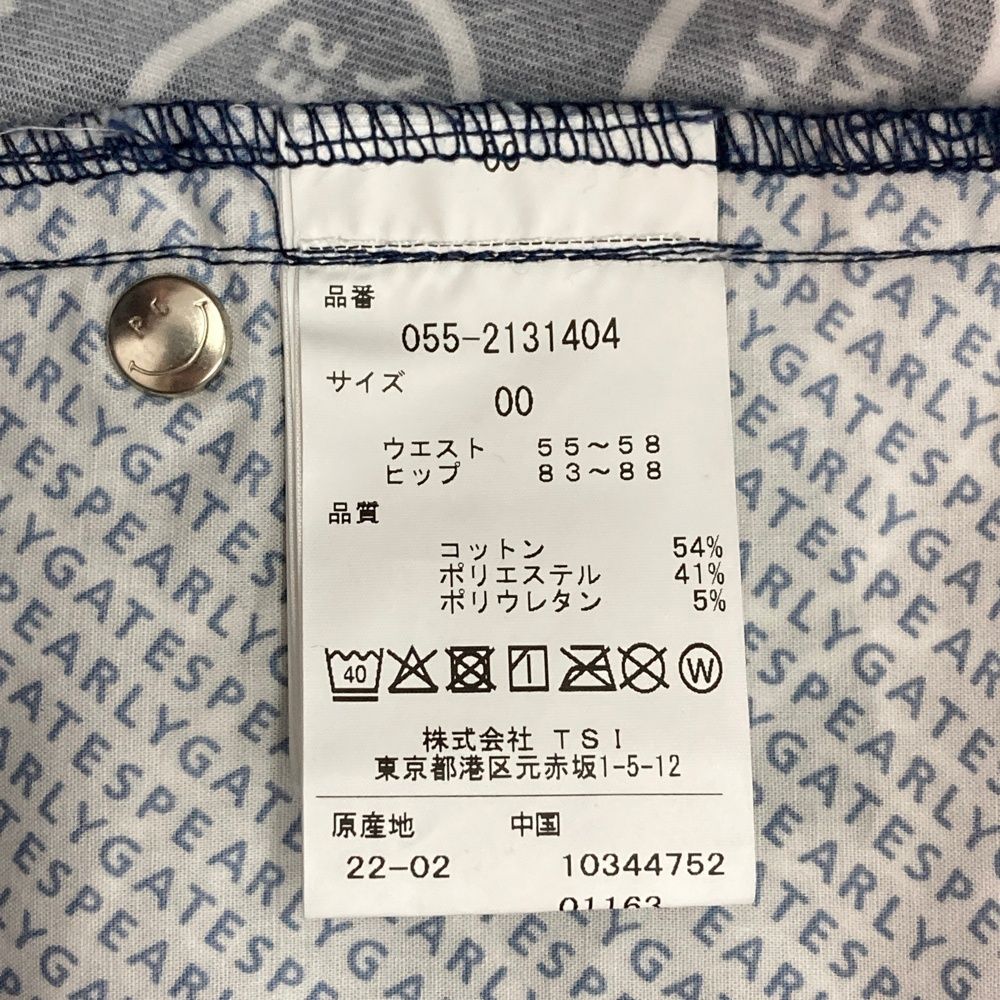 品番
055-2131404
サイズ
00
ウエスト 55～58
ヒップ 83～88
品質
コットン 54%
ポリエステル 41%
ポリウレタン 5%
40
W
株式会社 TSI
東京都港区元赤坂1-5-12
原産地 中国
22-02 10344752
01163
PG
PEARLYGATES